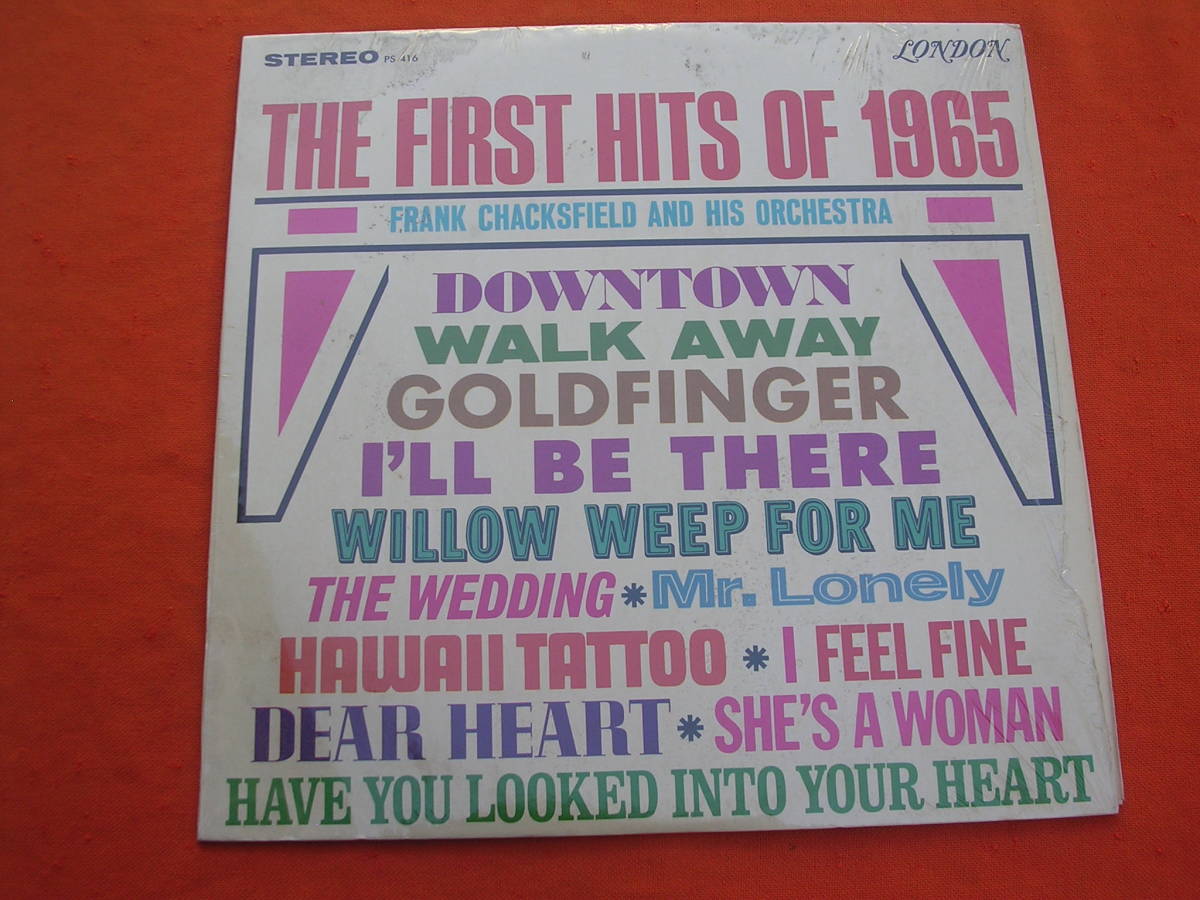 STEREO PS 416 LONDON
THE FIRST HITS OF 1965
FRANK CHACKSFIELD AND HIS ORCHESTRA
DOWNTOWN
WALK AWAY
GOLDFINGER
I'LL BE THERE
WILLOW WEEP FOR ME
THE WEDDING * Mr. Lonely
HAWAII TATTOO * I FEEL FINE
DEAR HEART * SHE'S A WOMAN
HAVE YOU LOOKED INTO YOUR HEART